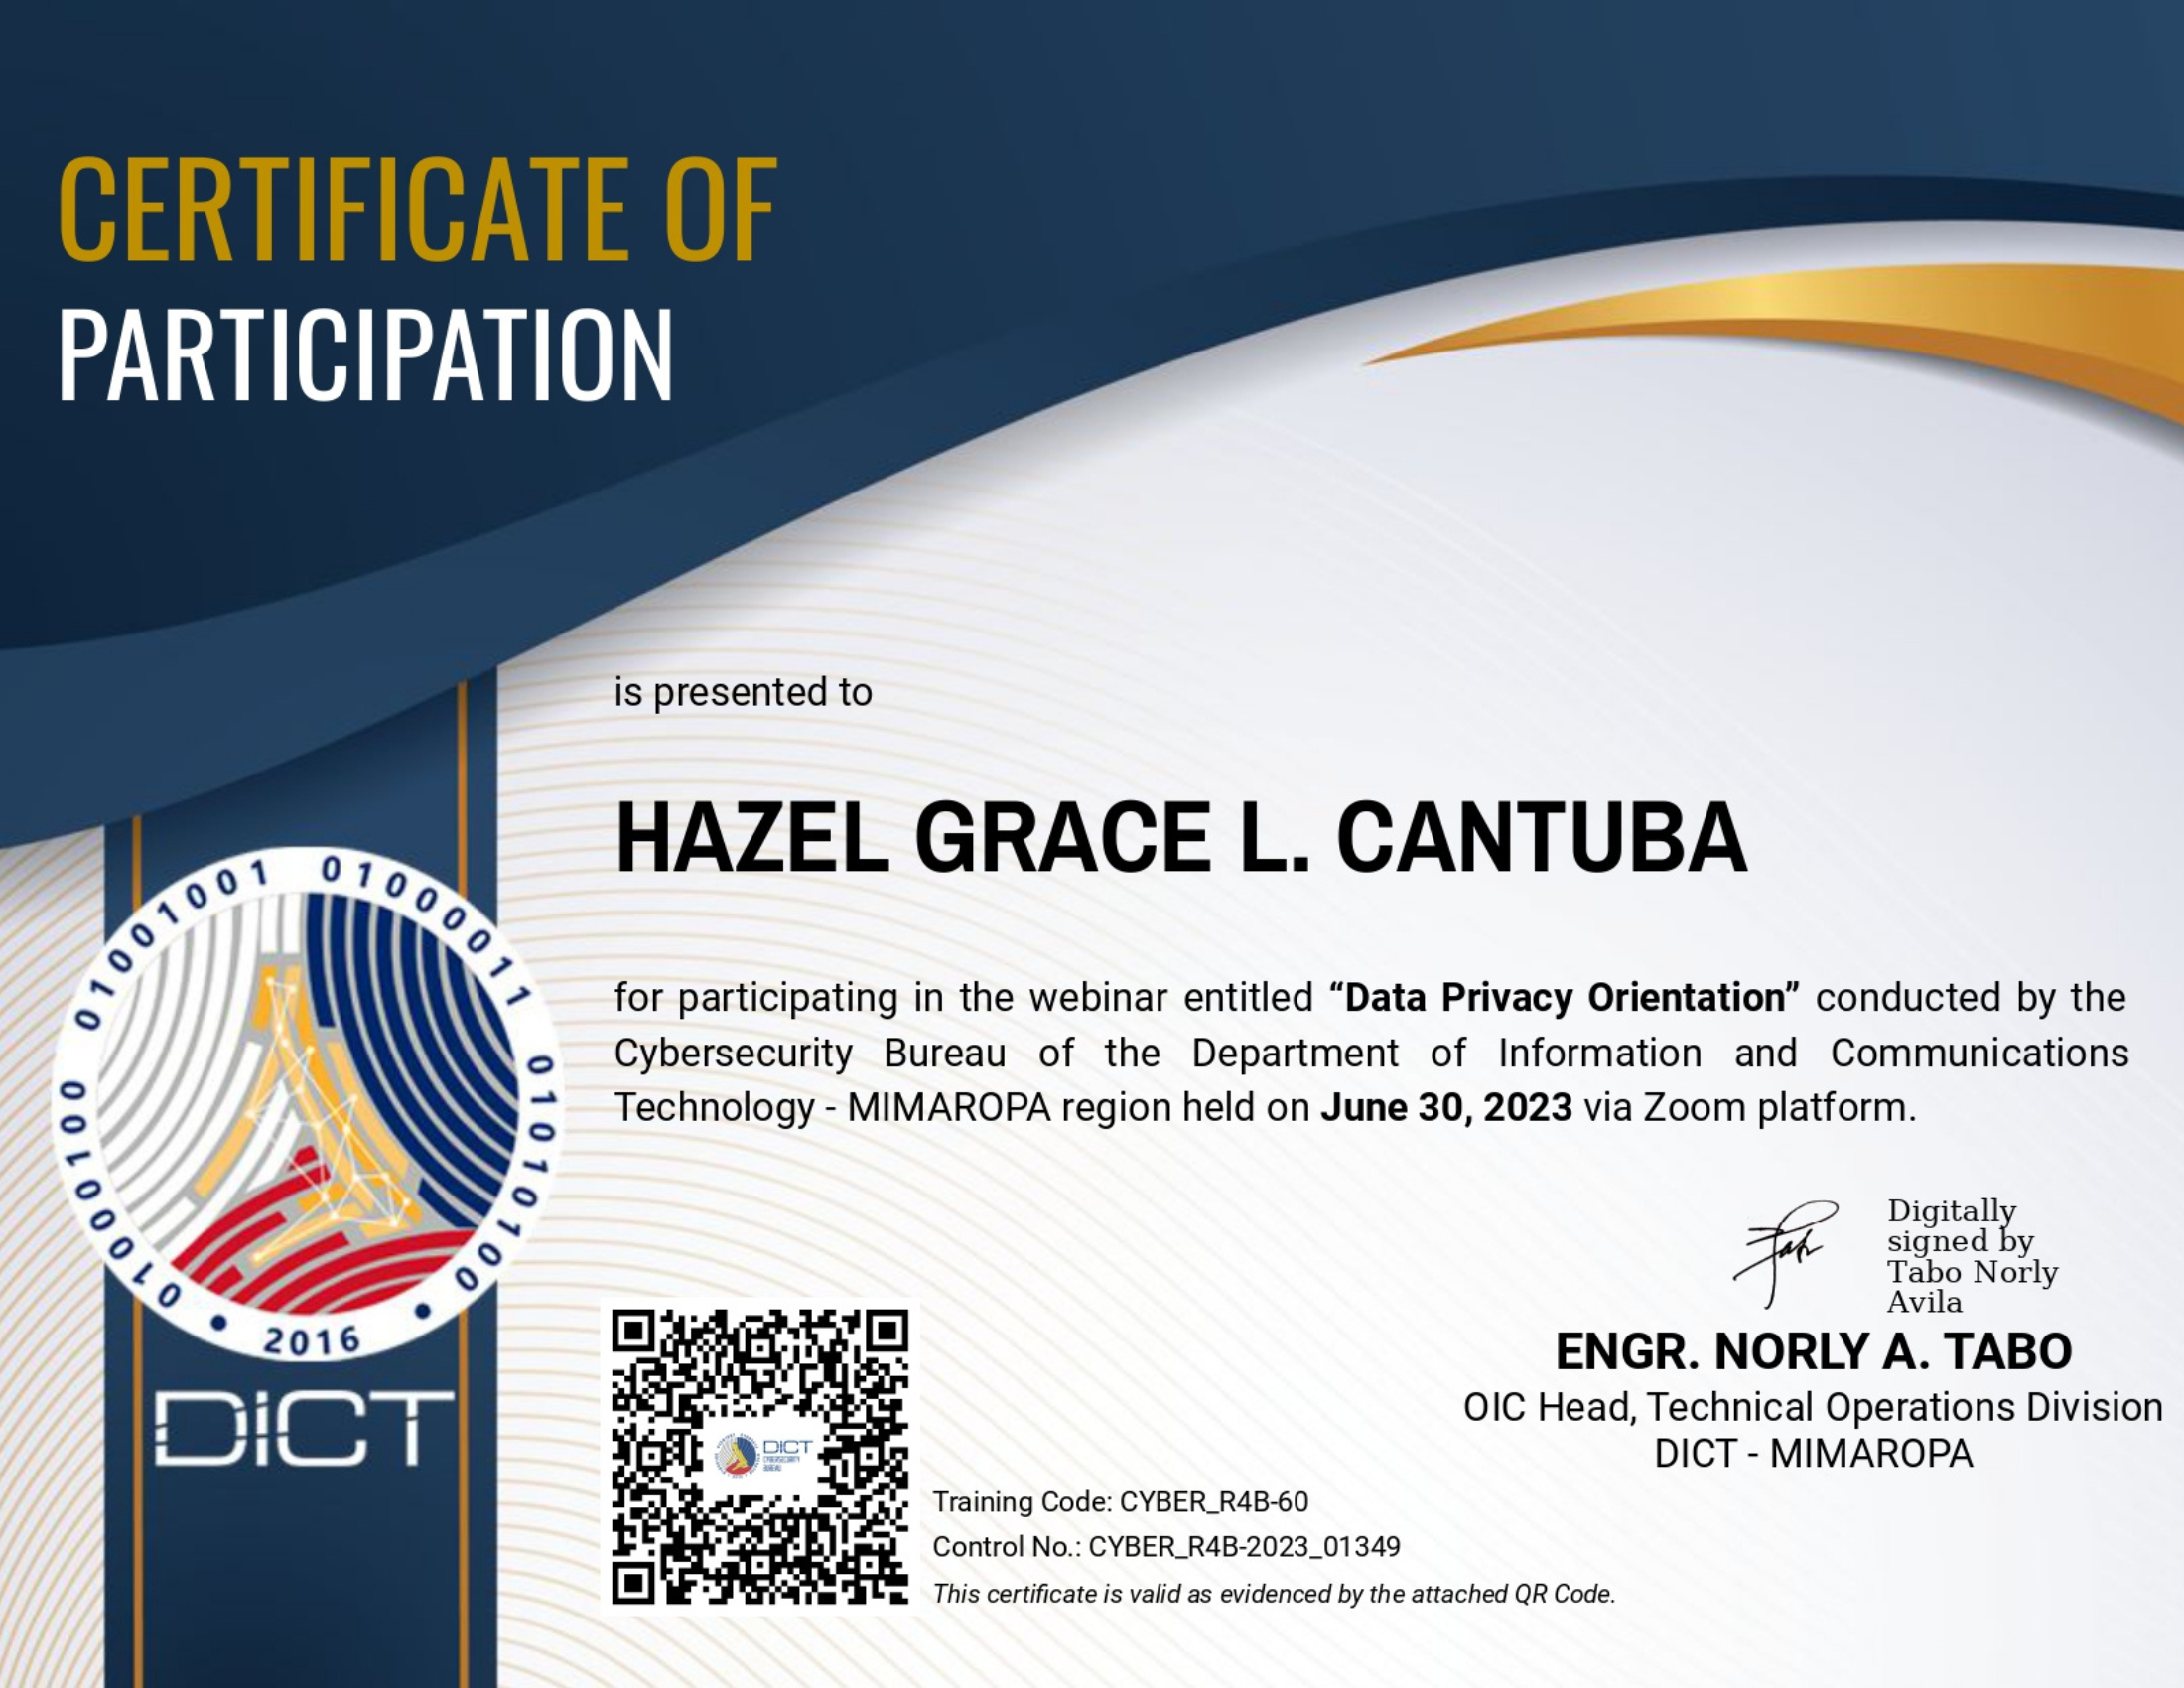 CERTIFICATE OF
PARTICIPATION
is presented to
HAZEL GRACE L. CANTUBA
for participating in the webinar entitled “Data Privacy Orientation” conducted by the
Cybersecurity Bureau of the Department of Information and Communications
Technology - MIMAROPA region held on June 30, 2023 via Zoom platform.
01001001 01000011 01010100 • 2016 • 01000100
DICT
Digitally
signed by
Tabo Norly
Avila
ENGR. NORLY A. TABO
OIC Head, Technical Operations Division
DICT - MIMAROPA
DICT
CYBERSECURITY
BUREAU
Training Code: CYBER_R4B-60
Control No.: CYBER_R4B-2023_01349
This certificate is valid as evidenced by the attached QR Code.